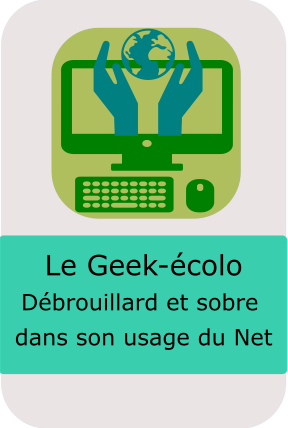 Le Geek-écolo
Débrouillard et sobre
dans son usage du Net